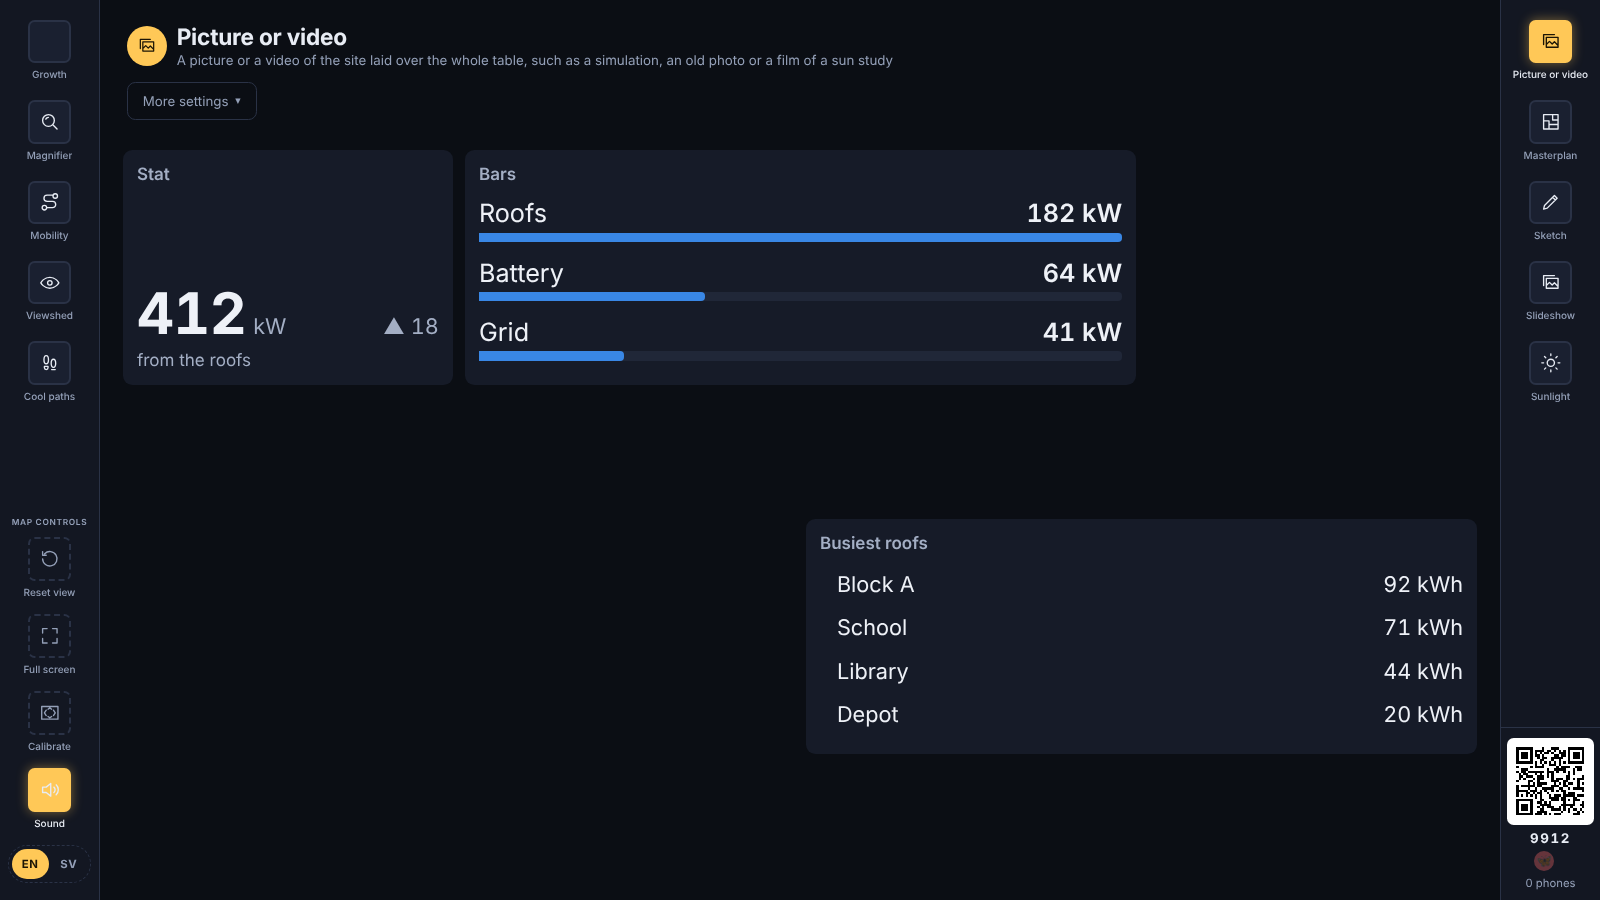 Growth
Magnifier
Mobility
Viewshed
Cool paths
MAP CONTROLS
Reset view
Full screen
Calibrate
Sound
EN SV
Picture or video
A picture or a video of the site laid over the whole table, such as a simulation, an old photo or a film of a sun study
More settings ▾
Stat
412 kW ▲ 18
from the roofs
Bars
Roofs 182 kW
Battery 64 kW
Grid 41 kW
Busiest roofs
Block A 92 kWh
School 71 kWh
Library 44 kWh
Depot 20 kWh
Picture or video
Masterplan
Sketch
Slideshow
Sunlight
9912
0 phones